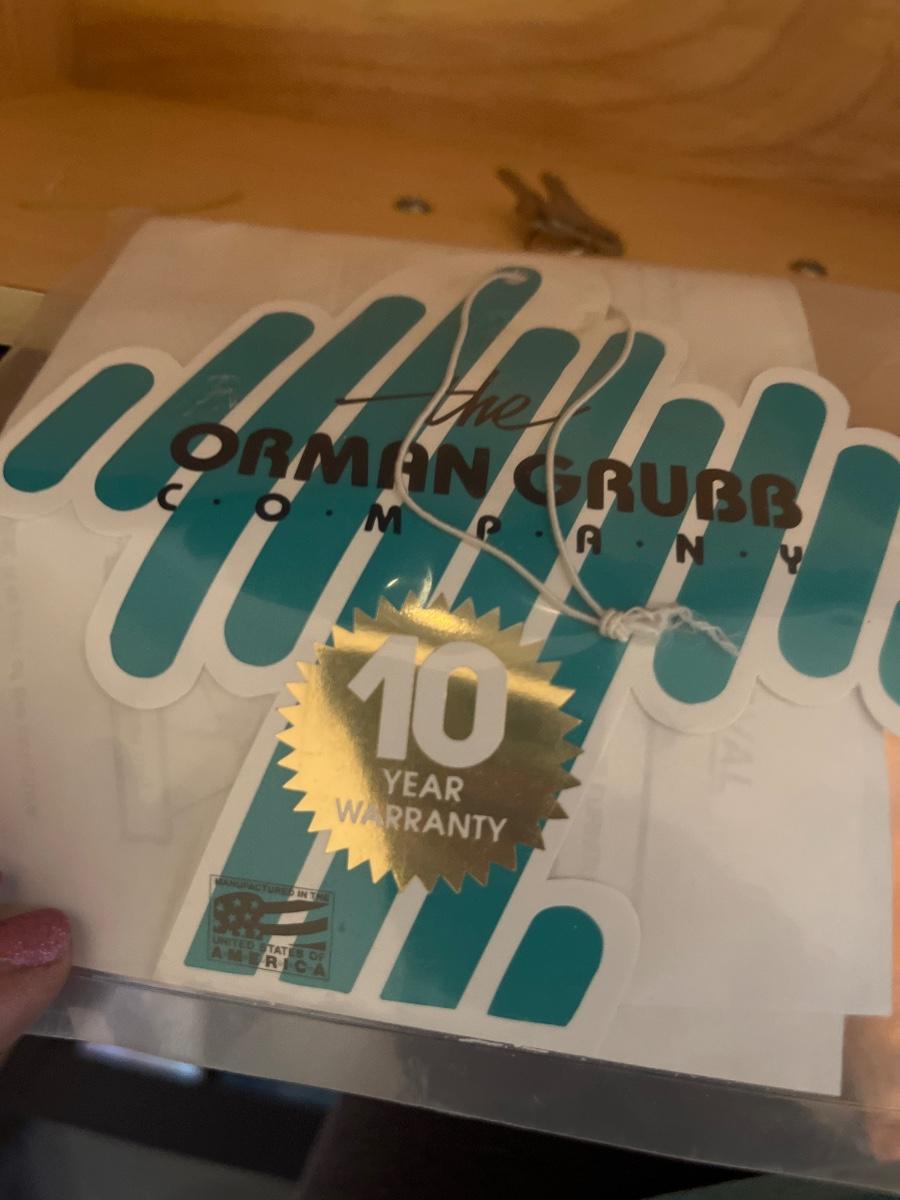 the
ORMAN GRUBB
C·O·M·P·A·N·Y
10
YEAR
WARRANTY
MANUFACTURED IN THE
UNITED STATES OF
AMERICA